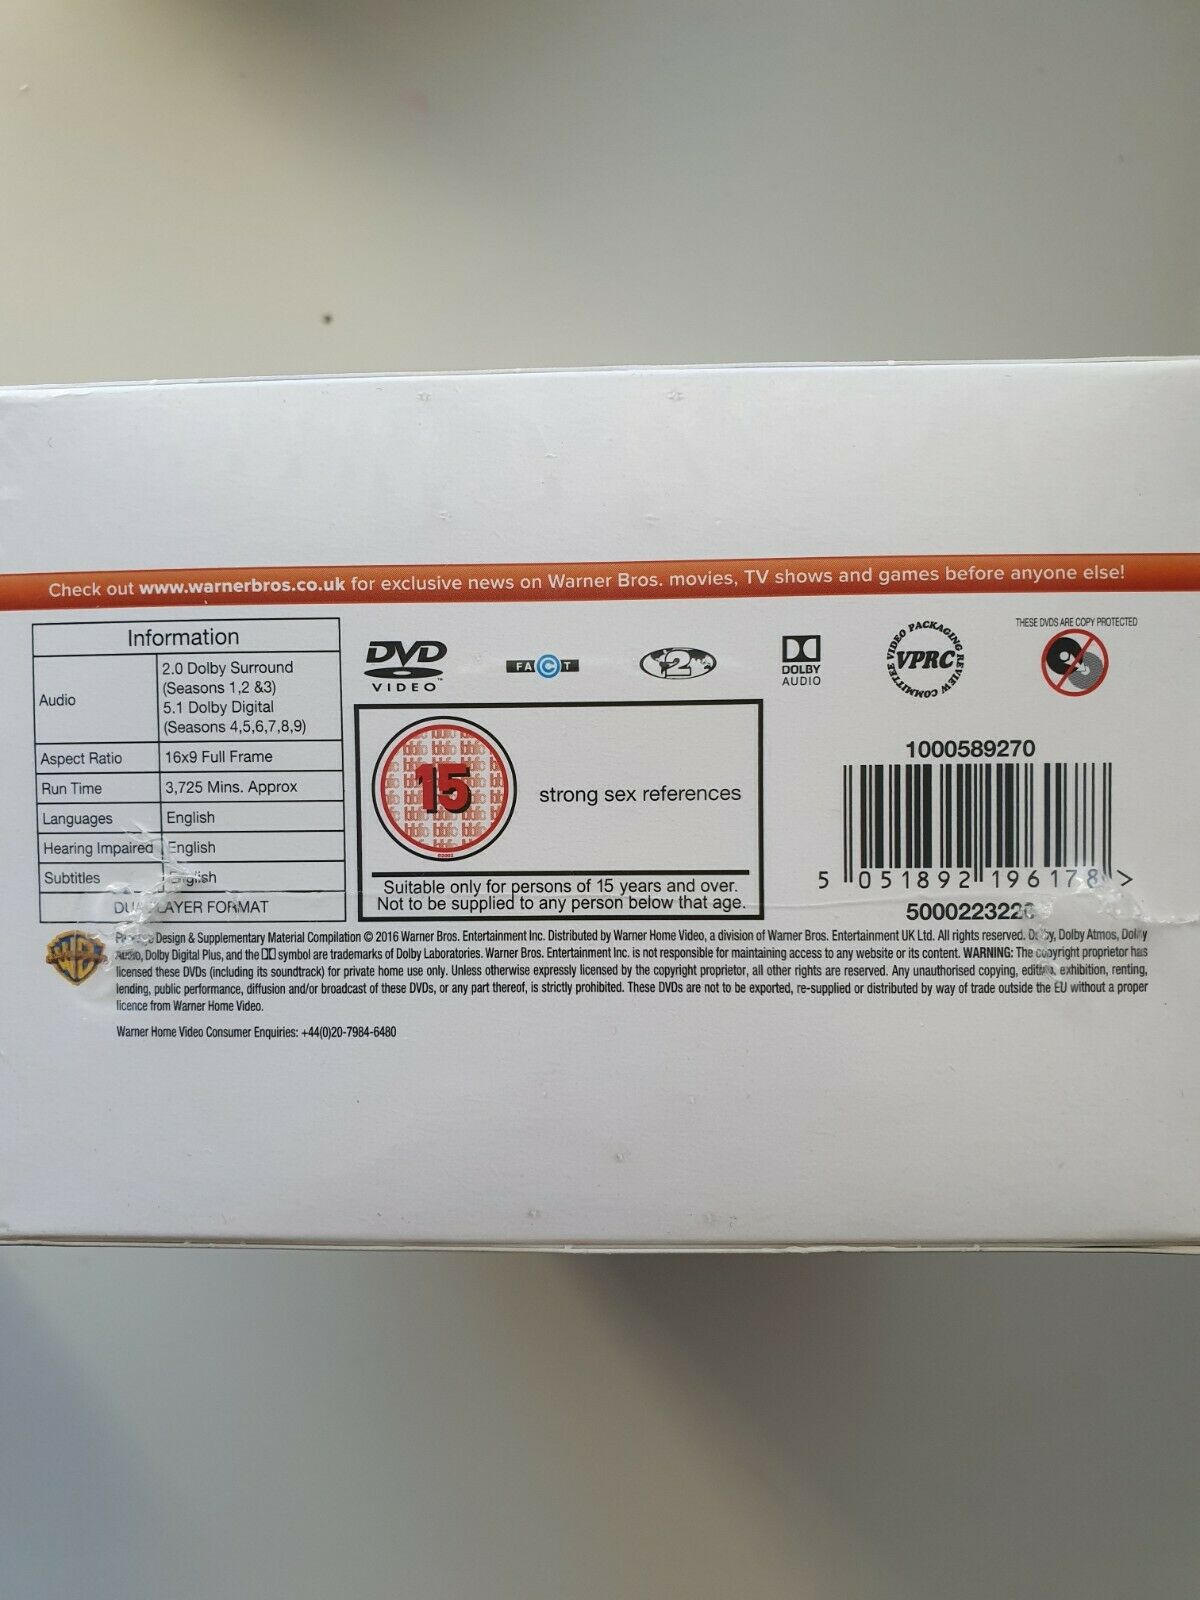 Check out www.warnerbros.co.uk for exclusive news on Warner Bros. movies, TV shows and games before anyone else!
Information
Audio
2.0 Dolby Surround
(Seasons 1,2 &3)
5.1 Dolby Digital
(Seasons 4,5,6,7,8,9)
Aspect Ratio 16x9 Full Frame
Run Time 3,725 Mins. Approx
Languages English
Hearing Impaired English
Subtitles English
LAYER FORMAT
DVD
VIDEO™
FACT
2
DOLBY
AUDIO
VIDEO PACKAGING REVIEW COMMITTEE
VPRC
THESE DVDS ARE COPY PROTECTED
15
strong sex references
Suitable only for persons of 15 years and over.
Not to be supplied to any person below that age.
1000589270
5 051892 196178 >
500022322
WB
Design & Supplementary Material Compilation © 2016 Warner Bros. Entertainment Inc. Distributed by Warner Home Video, a division of Warner Bros. Entertainment UK Ltd. All rights reserved. Dolby, Dolby Atmos, Dolby
Audio, Dolby Digital Plus, and the symbol are trademarks of Dolby Laboratories. Warner Bros. Entertainment Inc. is not responsible for maintaining access to any website or its content. WARNING: The copyright proprietor has
licensed these DVDs (including its soundtrack) for private home use only. Unless otherwise expressly licensed by the copyright proprietor, all other rights are reserved. Any unauthorised copying, editing, exhibition, renting,
lending, public performance, diffusion and/or broadcast of these DVDs, or any part thereof, is strictly prohibited. These DVDs are not to be exported, re-supplied or distributed by way of trade outside the EU without a proper
licence from Warner Home Video.
Warner Home Video Consumer Enquiries: +44(0)20-7984-6480